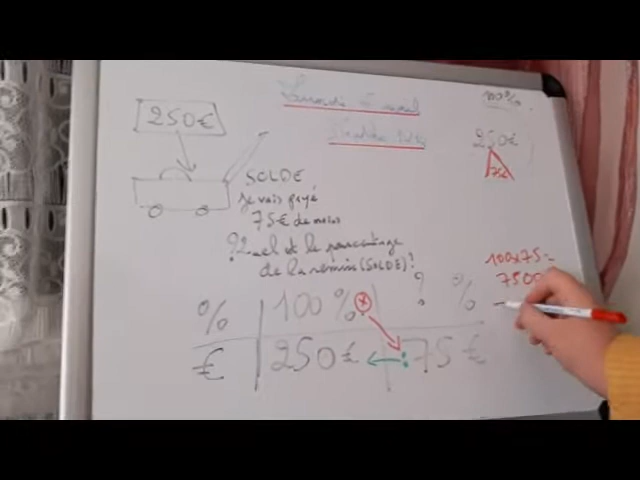 100%
250€
250€
75€
SOLDE
je vais payé
75€ de moins
?Quel est le pourcentage
de la remise (SOLDE)?
100x75=
7500
% 100% x ? %
€ 250€ : 75€